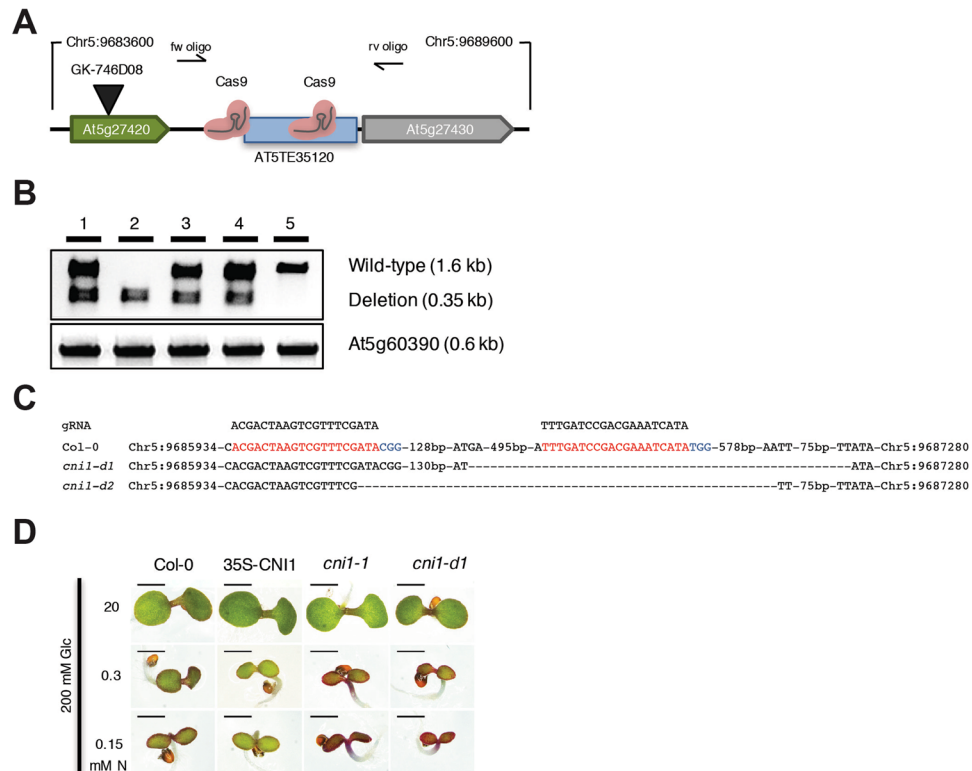 A
Chr5:9683600
fw oligo
rv oligo
Chr5:9689600
GK-746D08
Cas9
Cas9
At5g27420
AT5TE35120
At5g27430
B
1 2 3 4 5
Wild-type (1.6 kb)
Deletion (0.35 kb)
At5g60390 (0.6 kb)
C
gRNA ACGACTAAGTCGTTTCGATA TTTGATCCGACGAAATCATA
Col-0 Chr5:9685934-CACGACTAAGTCGTTTCGATACGG-128bp-ATGA-495bp-ATTTGATCCGACGAAATCATATGG-578bp-AATT-75bp-TTATA-Chr5:9687280
cni1-d1 Chr5:9685934-CACGACTAAGTCGTTTCGATACGG-130bp-AT------------------------------------------------------ATA-Chr5:9687280
cni1-d2 Chr5:9685934-CACGACTAAGTCGTTTCG-----------------------------------------------------------TT-75bp-TTATA-Chr5:9687280
D
Col-0 35S-CNI1 cni1-1 cni1-d1
200 mM Glc
20
0.3
0.15
mM N